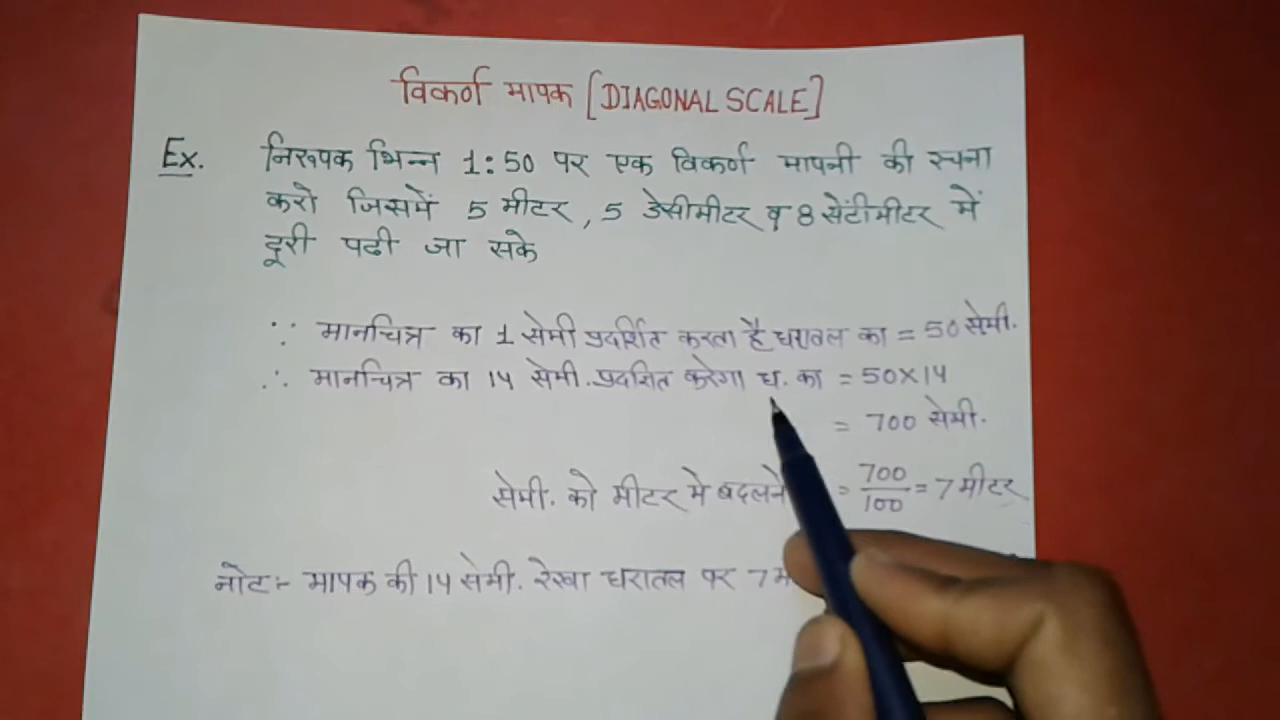 विकर्ण मापक [DIAGONAL SCALE]
Ex. निरूपक भिन्न 1:50 पर एक विकर्ण मापनी की रचना
करो जिसमें 5 मीटर, 5 डेसीमीटर व 8 सेंटीमीटर में
दूरी पढी जा सके
∵ मानचित्र का 1 सेमी प्रदर्शित करता है धरातल का = 50 सेमी.
∴ मानचित्र का 14 सेमी. प्रदर्शित करेगा ध. का = 50×14
= 700 सेमी.
सेमी. को मीटर मे बदलने = 700/100 = 7 मीटर
नोट:- मापक की 14 सेमी. रेखा धरातल पर 7